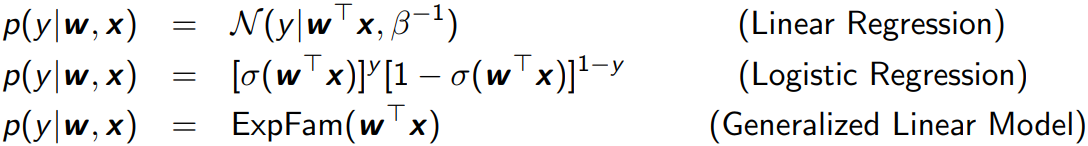 p(y|w, x) = 𝒩(y|w⊤x, β⁻¹) (Linear Regression)
p(y|w, x) = [σ(w⊤x)]ʸ[1 − σ(w⊤x)]¹⁻ʸ (Logistic Regression)
p(y|w, x) = ExpFam(w⊤x) (Generalized Linear Model)